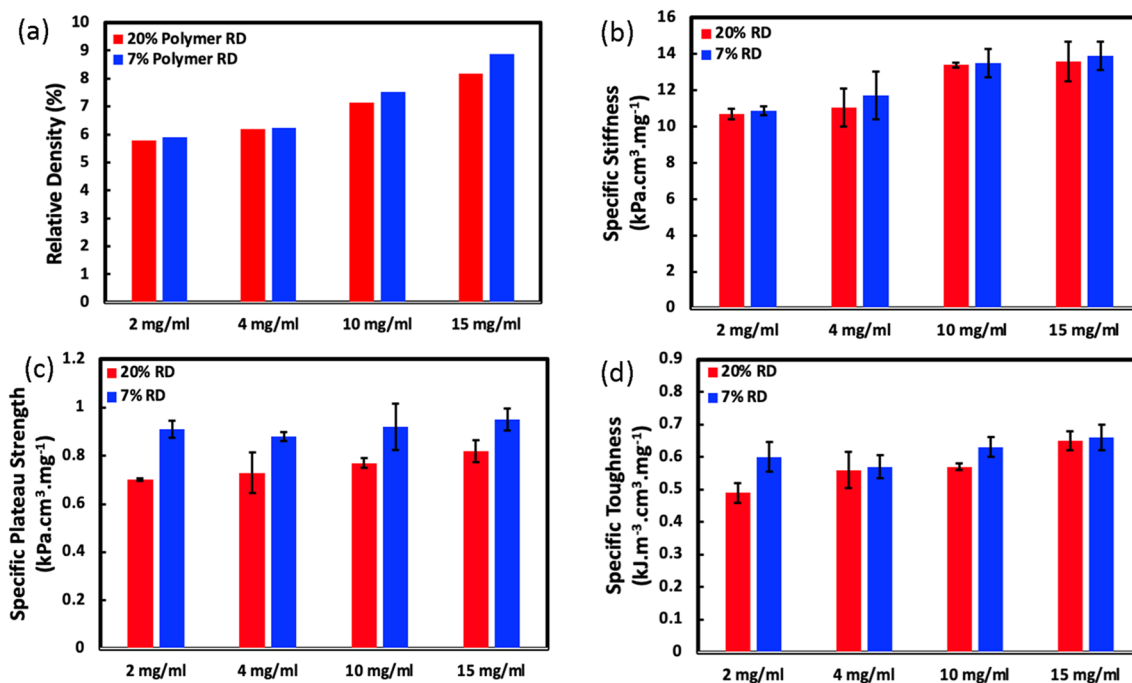 (a)
20% Polymer RD
7% Polymer RD
Relative Density (%)
10
9
8
7
6
5
4
3
2
1
0
2 mg/ml 4 mg/ml 10 mg/ml 15 mg/ml
(b)
20% RD
7% RD
Specific Stiffness
(kPa.cm³.mg⁻¹)
16
14
12
10
8
6
4
2
0
2 mg/ml 4 mg/ml 10 mg/ml 15 mg/ml
(c)
20% RD
7% RD
Specific Plateau Strength
(kPa.cm³.mg⁻¹)
1.2
1
0.8
0.6
0.4
0.2
0
2 mg/ml 4 mg/ml 10 mg/ml 15 mg/ml
(d)
20% RD
7% RD
Specific Toughness
(kJ.m⁻³.cm³.mg⁻¹)
0.9
0.8
0.7
0.6
0.5
0.4
0.3
0.2
0.1
0
2 mg/ml 4 mg/ml 10 mg/ml 15 mg/ml